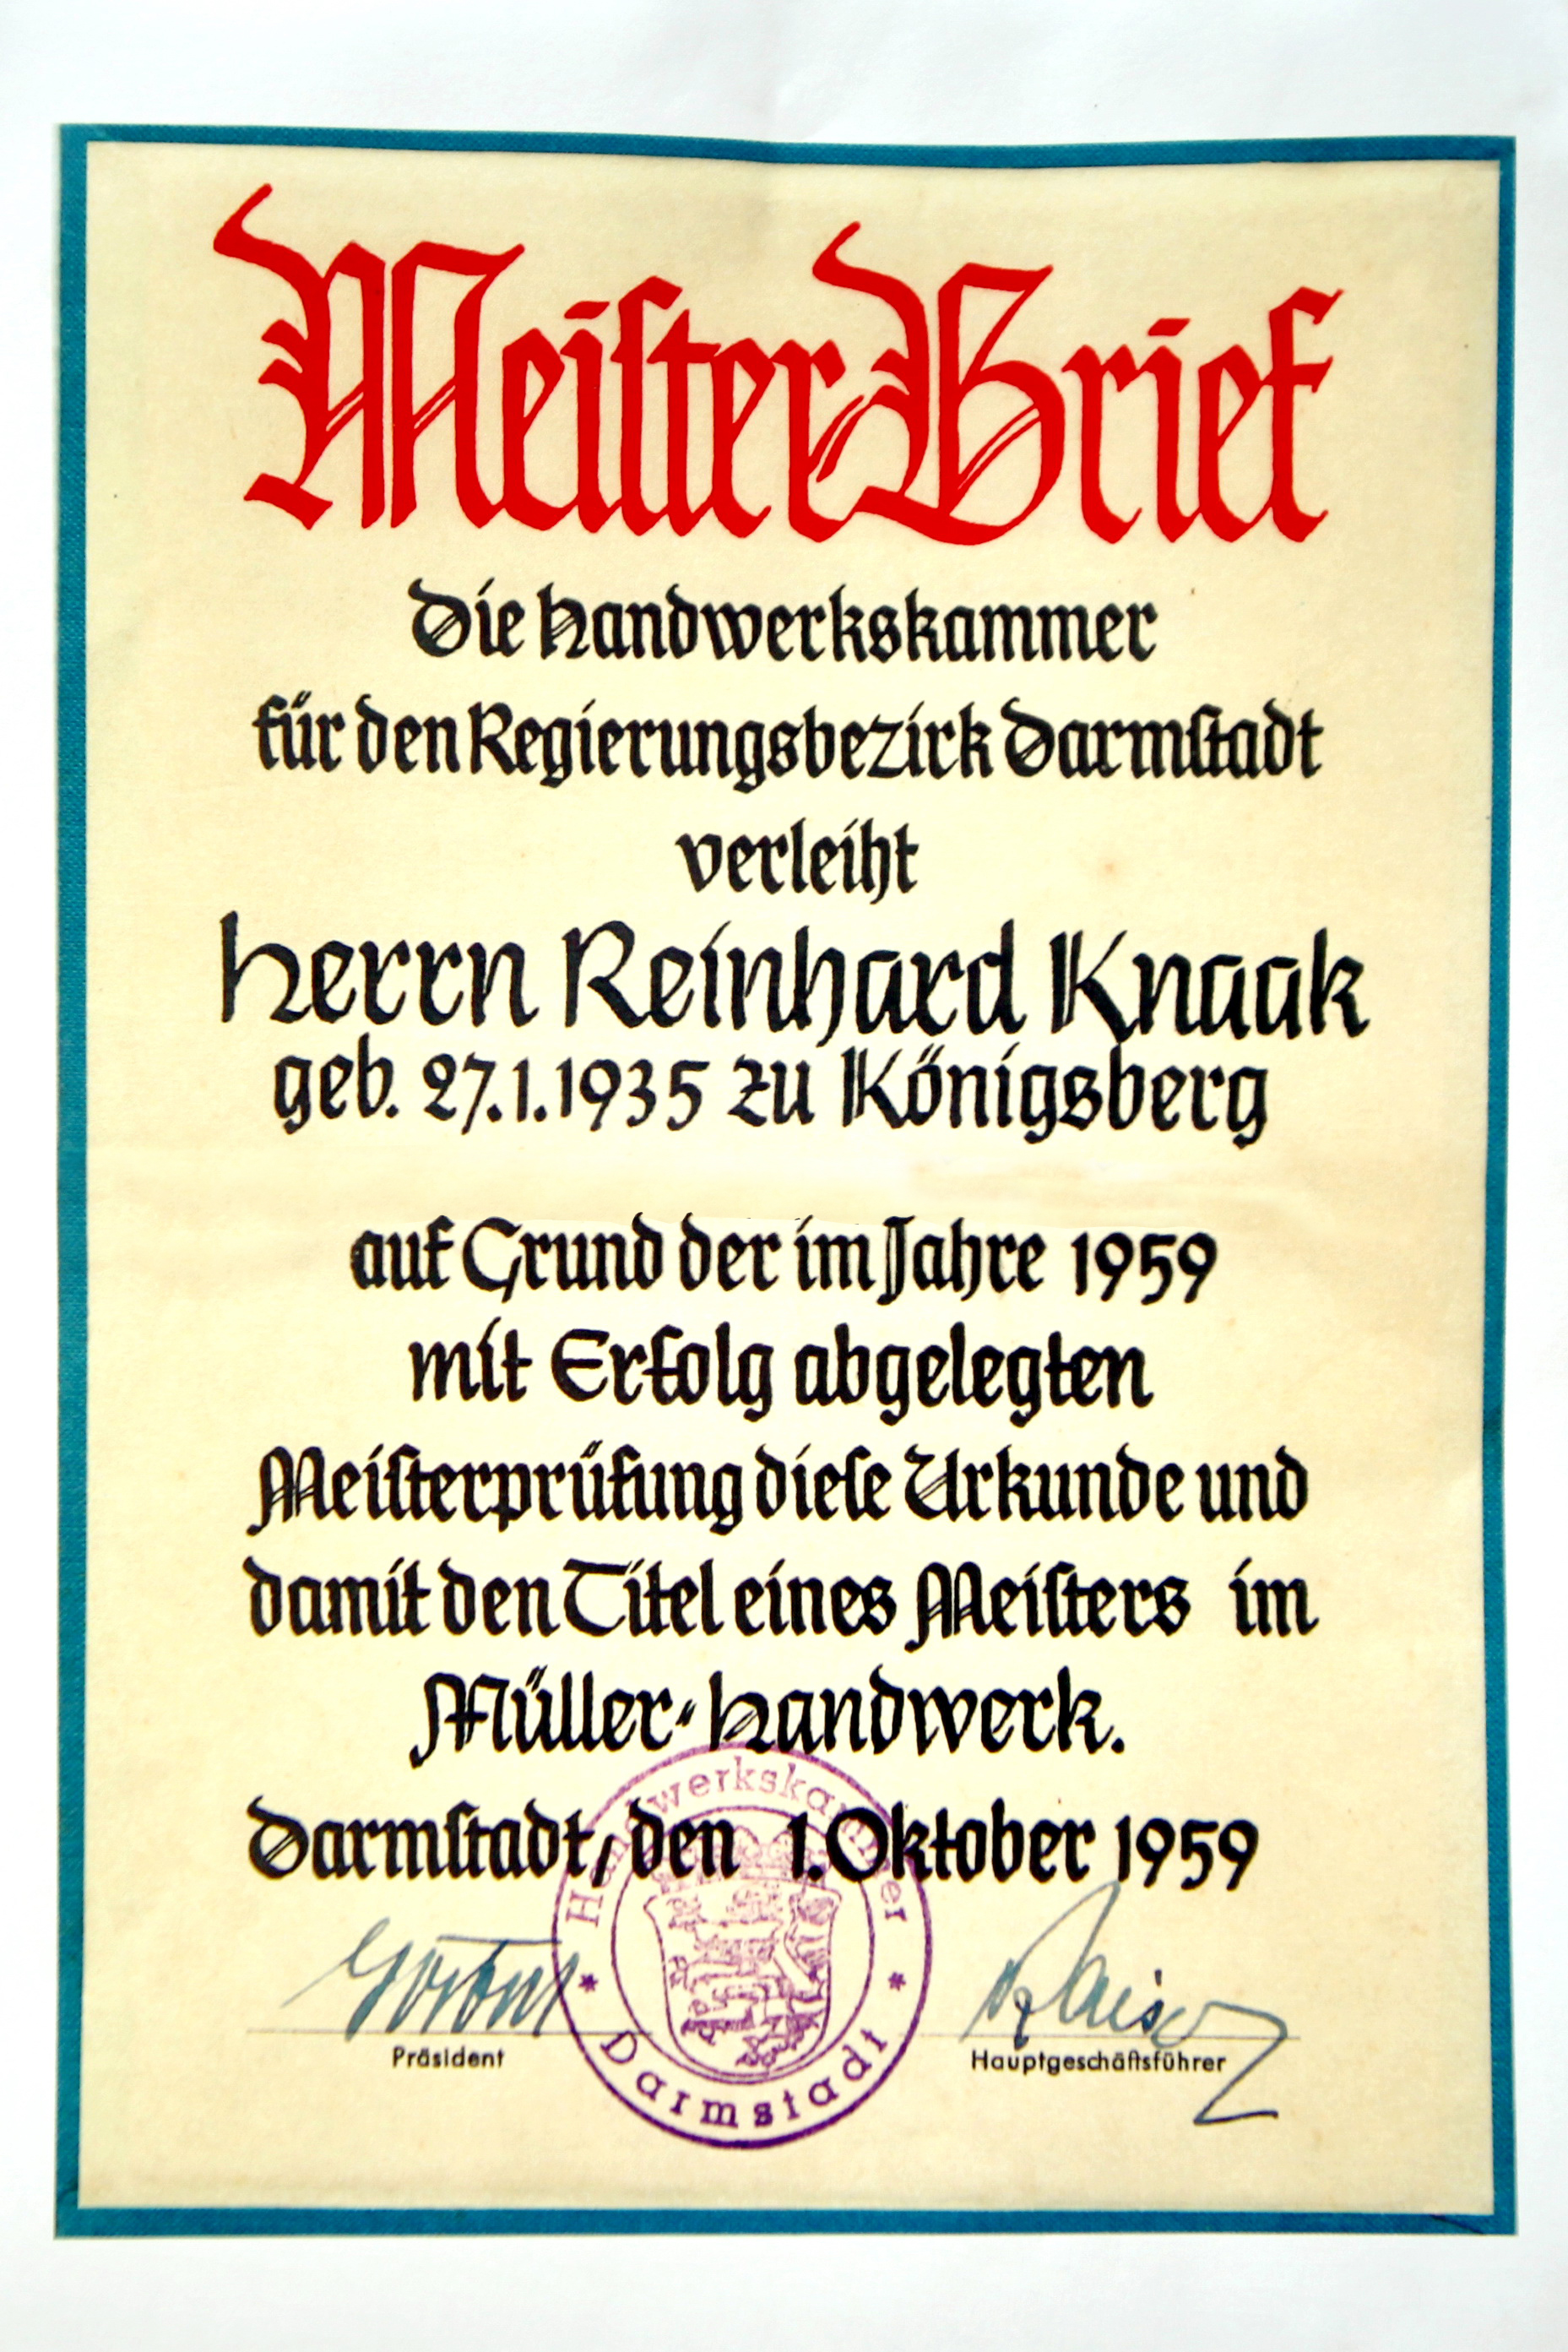 Meister-Brief
Die Handwerkskammer
für den Regierungsbezirk Darmstadt
verleiht
Herrn Reinhard Knaak
geb. 27.1.1935 zu Königsberg
auf Grund der im Jahre 1959
mit Erfolg abgelegten
Meisterprüfung diese Urkunde und
damit den Titel eines Meisters im
Müller-Handwerk.
Darmstadt, den 1. Oktober 1959
Handwerkskammer
* Darmstadt *
Präsident
Hauptgeschäftsführer